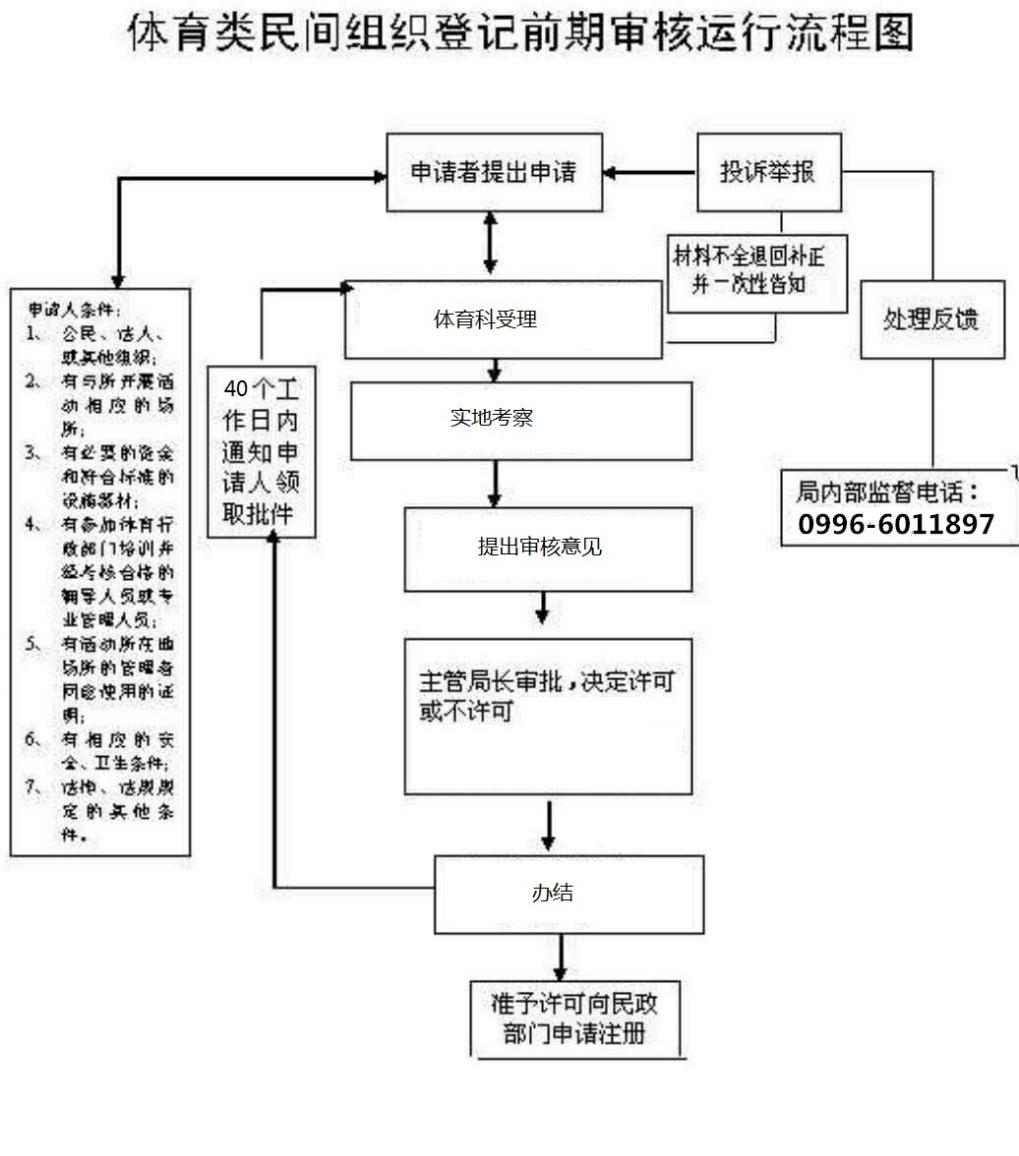 体育类民间组织登记前期审核运行流程图
申请者提出申请
投诉举报
材料不全退回补正
并一次性告知
处理反馈
局内部监督电话：
0996-6011897
申请人条件：
1、 公民、法人、
或其他组织；
2、 有与所开展活
动相应的场
所；
3、 有必要的资金
和符合标准的
设施器材；
4、 有参加体育行
政部门培训并
经考核合格的
辅导人员或专
业管理人员；
5、 有活动所在地
场所的管理者
同意使用的证
明；
6、 有相应的安
全、卫生条件；
7、 法律、法规规
定的其他条
件。
40个工
作日内
通知申
请人领
取批件
体育科受理
实地考察
提出审核意见
主管局长审批，决定许可
或不许可
办结
准予许可向民政
部门申请注册